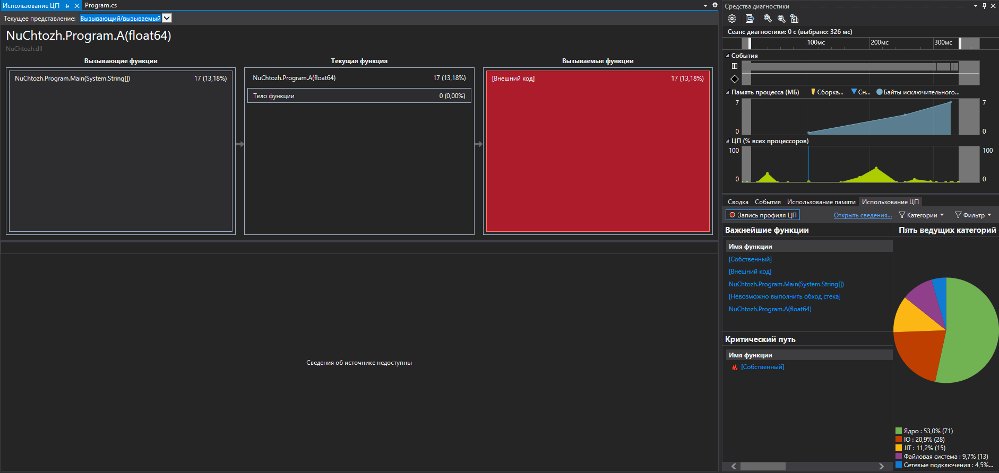 Использование ЦП
Program.cs
Текущее представление: Вызывающий/вызываемый
NuChtozh.Program.A(float64)
NuChtozh.dll
Вызывающие функции
Текущая функция
Вызываемые функции
NuChtozh.Program.Main(System.String[]) 17 (13,18%)
NuChtozh.Program.A(float64) 17 (13,18%)
Тело функции 0 (0,00%)
[Внешний код] 17 (13,18%)
Сведения об источнике недоступны
Средства диагностики
Сеанс диагностики: 0 с (выбрано: 326 мс)
100мс 200мс 300мс
События
Память процесса (МБ) Сборка... Сн... Байты исключительного...
7 7
0 0
ЦП (% всех процессоров)
100 100
0 0
Сводка События Использование памяти Использование ЦП
Запись профиля ЦП Открыть сведения... Категории Фильтр
Важнейшие функции
Имя функции
[Собственный]
[Внешний код]
NuChtozh.Program.Main(System.String[])
[Невозможно выполнить обход стека]
NuChtozh.Program.A(float64)
Критический путь
Имя функции
[Собственный]
Пять ведущих категорий
Ядро : 53,0% (71)
IO : 20,9% (28)
JIT : 11,2% (15)
Файловая система : 9,7% (13)
Сетевые подключения : 4,5%...